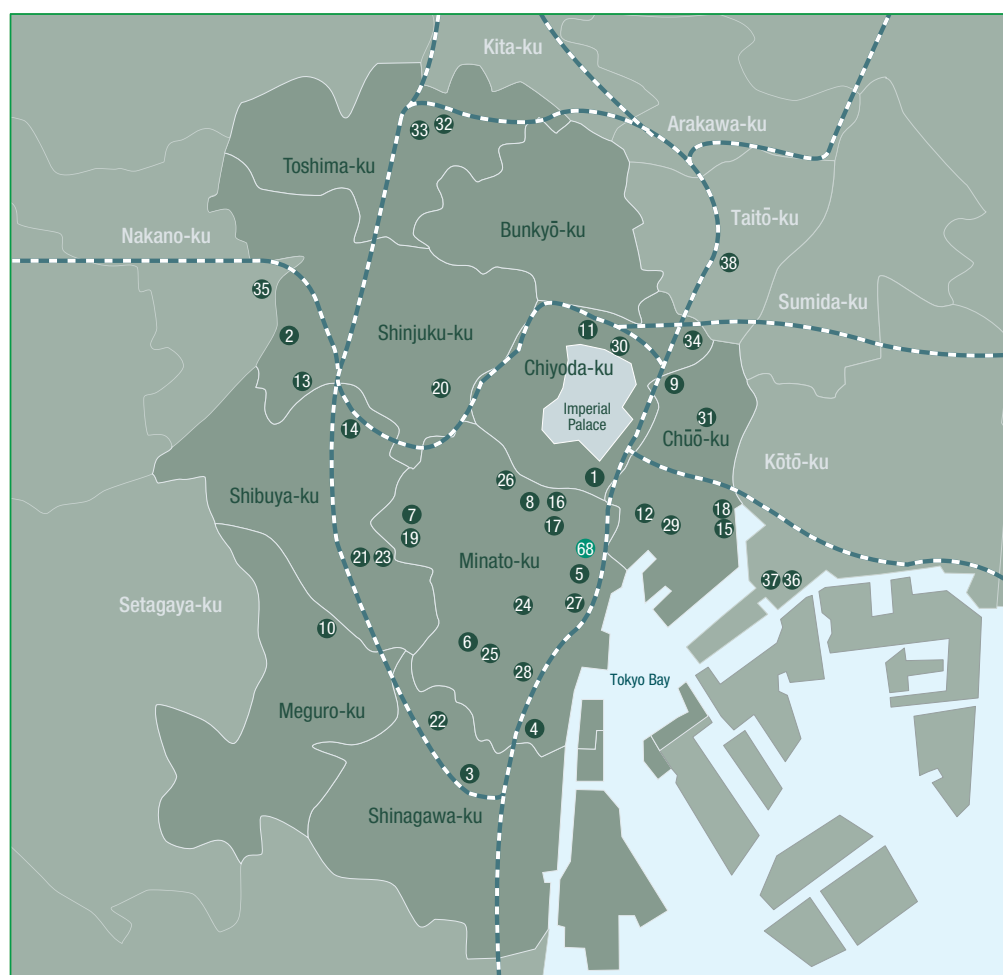 Kita-ku
Arakawa-ku
33
32
Toshima-ku
Taitō-ku
Bunkyō-ku
Nakano-ku
38
35
Sumida-ku
2
Shinjuku-ku
11
30
34
Chiyoda-ku
13
20
9
Imperial
Palace
31
14
Chūō-ku
Kōtō-ku
26
1
Shibuya-ku
8
16
7
17
12
18
29
15
19
68
21
23
Minato-ku
5
37
36
Setagaya-ku
24
27
10
6
25
28
Tokyo Bay
Meguro-ku
22
4
3
Shinagawa-ku